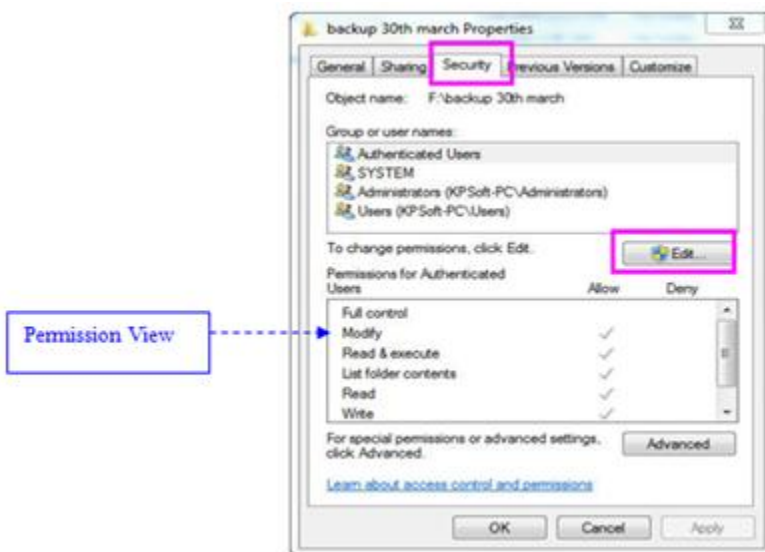 backup 30th march Properties
General Sharing Security Previous Versions Customize
Object name: F:\backup 30th march
Group or user names:
Authenticated Users
SYSTEM
Administrators (KPSoft-PC\Administrators)
Users (KPSoft-PC\Users)
To change permissions, click Edit.
Edit...
Permissions for Authenticated
Users Allow Deny
Full control
Permission View
Modify
Read & execute
List folder contents
Read
Write
For special permissions or advanced settings,
click Advanced.
Advanced
Learn about access control and permissions
OK Cancel Apply